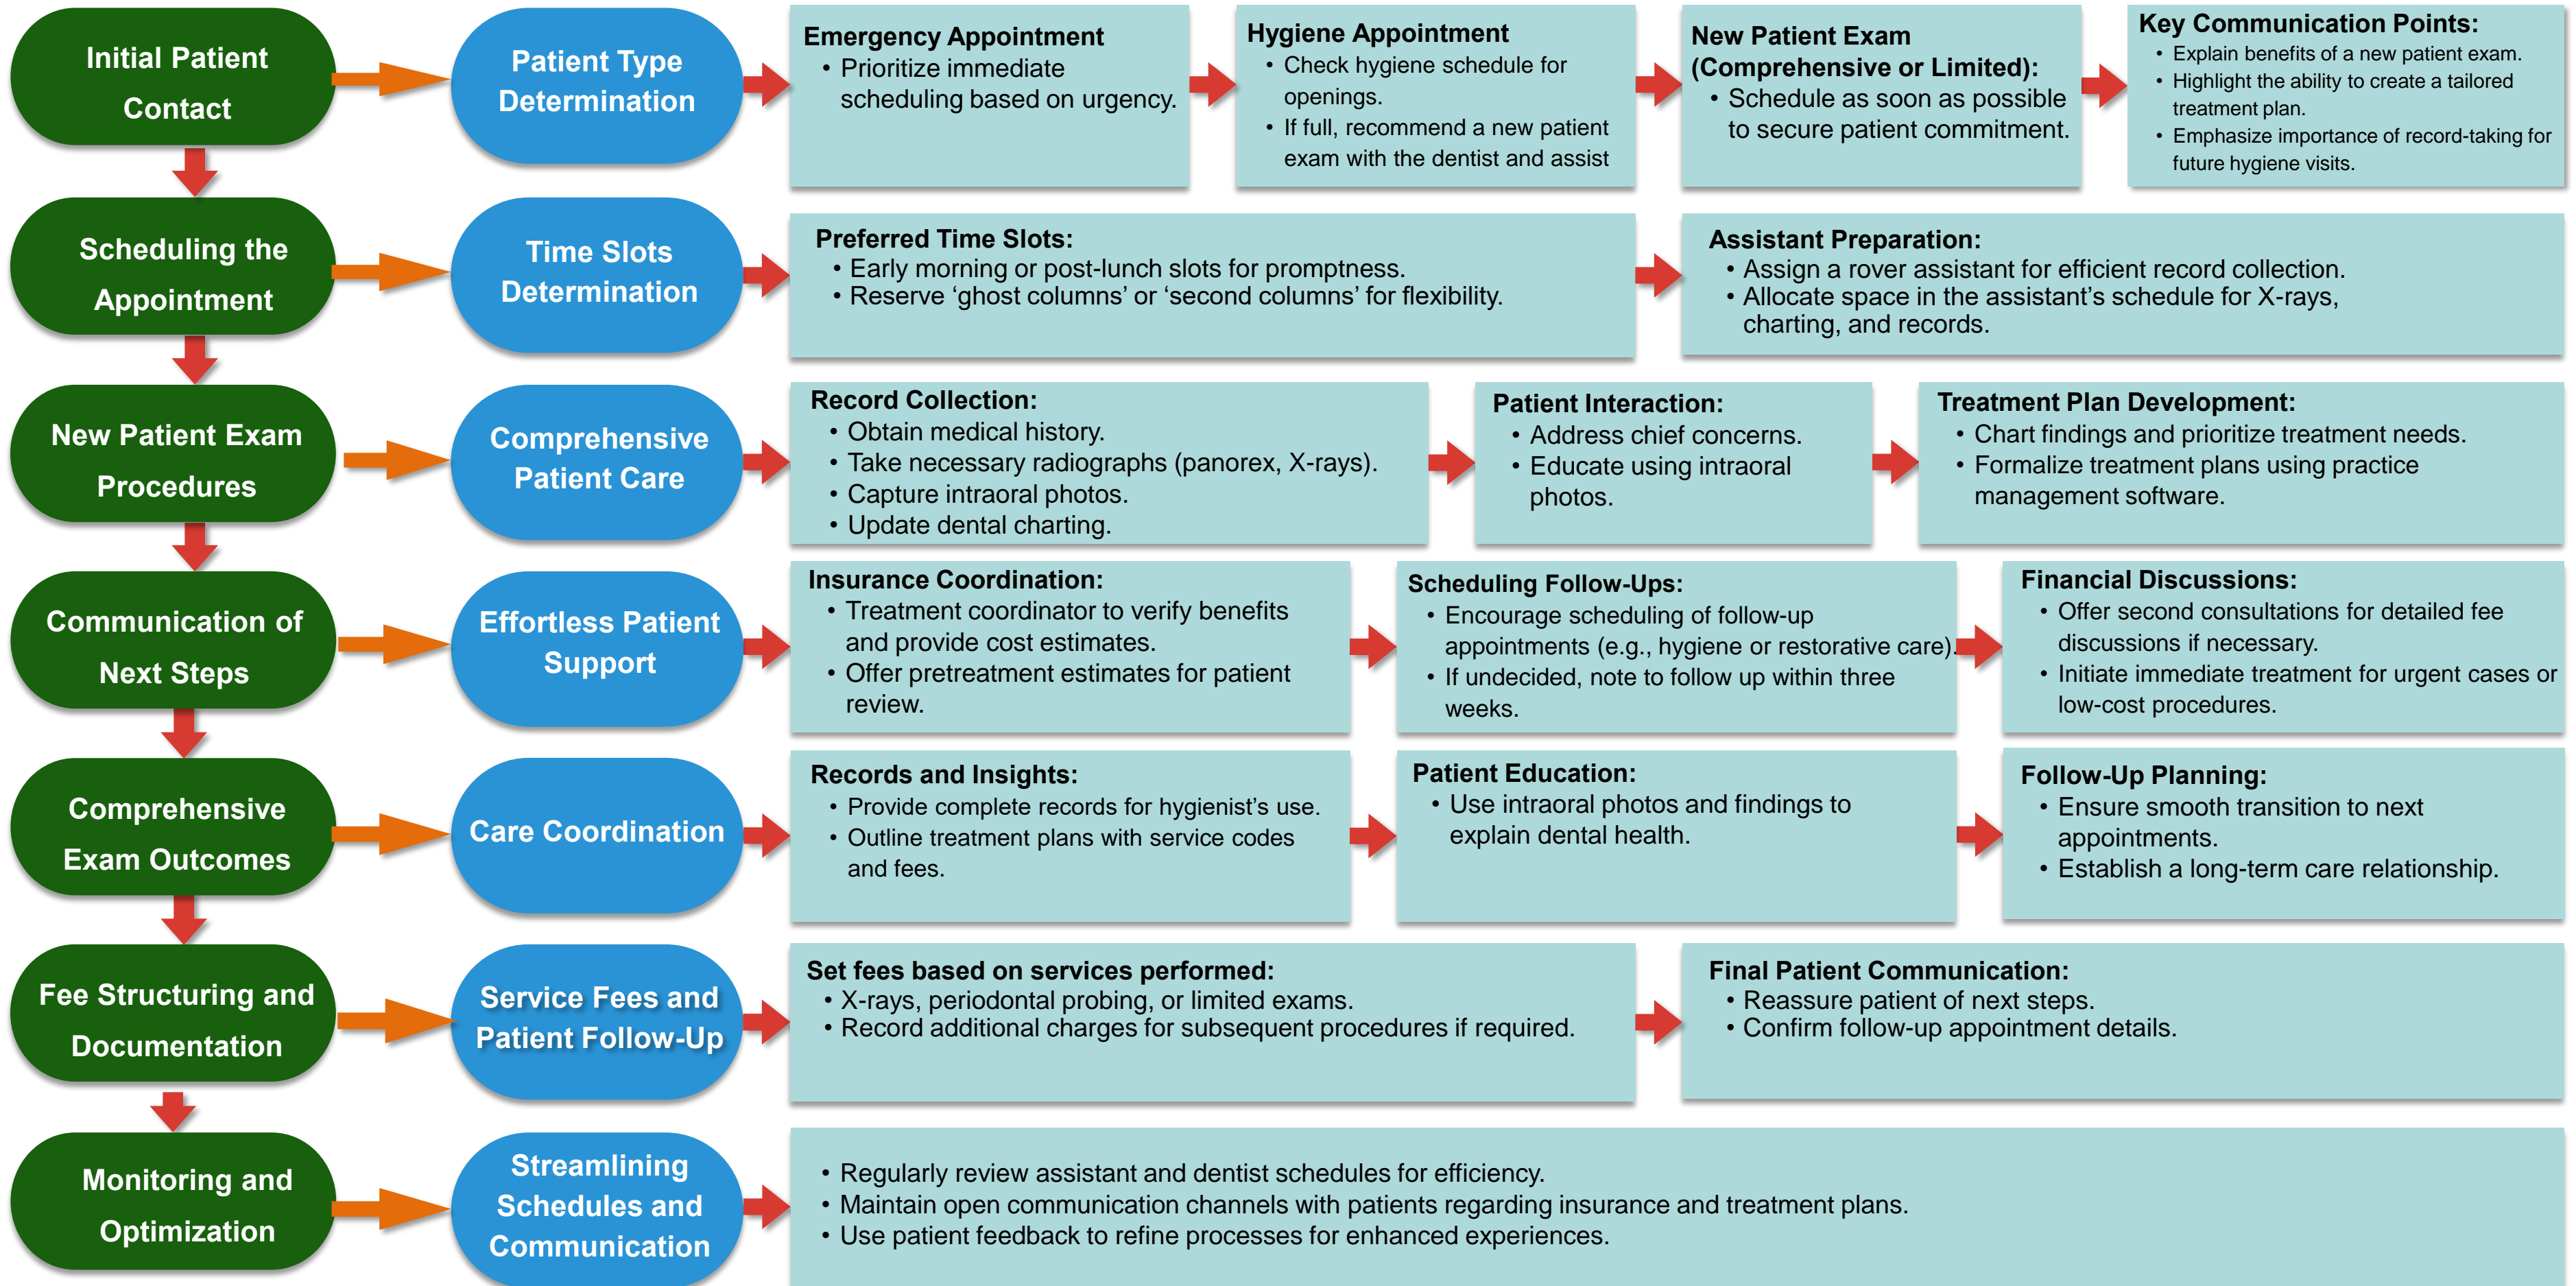 Initial Patient
Contact
Patient Type
Determination
Emergency Appointment
• Prioritize immediate
scheduling based on urgency.
Hygiene Appointment
• Check hygiene schedule for
openings.
• If full, recommend a new patient
exam with the dentist and assist
New Patient Exam
(Comprehensive or Limited):
• Schedule as soon as possible
to secure patient commitment.
Key Communication Points:
• Explain benefits of a new patient exam.
• Highlight the ability to create a tailored
treatment plan.
• Emphasize importance of record-taking for
future hygiene visits.
Scheduling the
Appointment
Time Slots
Determination
Preferred Time Slots:
• Early morning or post-lunch slots for promptness.
• Reserve ‘ghost columns’ or ‘second columns’ for flexibility.
Assistant Preparation:
• Assign a rover assistant for efficient record collection.
• Allocate space in the assistant’s schedule for X-rays,
charting, and records.
New Patient Exam
Procedures
Comprehensive
Patient Care
Record Collection:
• Obtain medical history.
• Take necessary radiographs (panorex, X-rays).
• Capture intraoral photos.
• Update dental charting.
Patient Interaction:
• Address chief concerns.
• Educate using intraoral
photos.
Treatment Plan Development:
• Chart findings and prioritize treatment needs.
• Formalize treatment plans using practice
management software.
Communication of
Next Steps
Effortless Patient
Support
Insurance Coordination:
• Treatment coordinator to verify benefits
and provide cost estimates.
• Offer pretreatment estimates for patient
review.
Scheduling Follow-Ups:
• Encourage scheduling of follow-up
appointments (e.g., hygiene or restorative care).
• If undecided, note to follow up within three
weeks.
Financial Discussions:
• Offer second consultations for detailed fee
discussions if necessary.
• Initiate immediate treatment for urgent cases or
low-cost procedures.
Comprehensive
Exam Outcomes
Care Coordination
Records and Insights:
• Provide complete records for hygienist’s use.
• Outline treatment plans with service codes
and fees.
Patient Education:
• Use intraoral photos and findings to
explain dental health.
Follow-Up Planning:
• Ensure smooth transition to next
appointments.
• Establish a long-term care relationship.
Fee Structuring and
Documentation
Service Fees and
Patient Follow-Up
Set fees based on services performed:
• X-rays, periodontal probing, or limited exams.
• Record additional charges for subsequent procedures if required.
Final Patient Communication:
• Reassure patient of next steps.
• Confirm follow-up appointment details.
Monitoring and
Optimization
Streamlining
Schedules and
Communication
• Regularly review assistant and dentist schedules for efficiency.
• Maintain open communication channels with patients regarding insurance and treatment plans.
• Use patient feedback to refine processes for enhanced experiences.